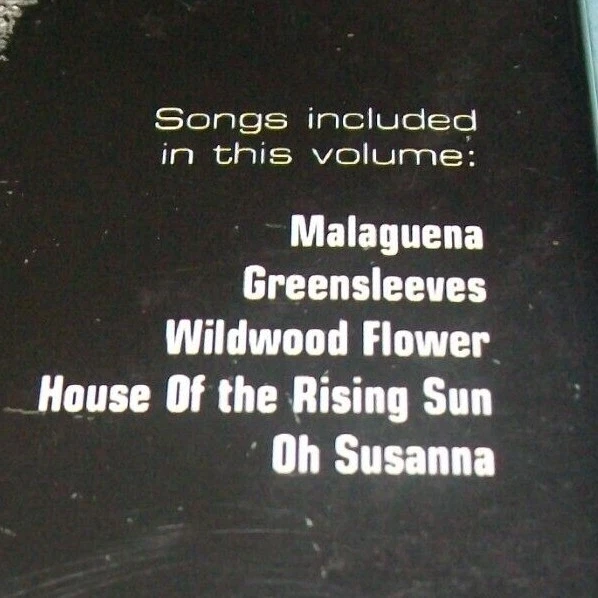 Songs included
in this volume:
Malaguena
Greensleeves
Wildwood Flower
House Of the Rising Sun
Oh Susanna